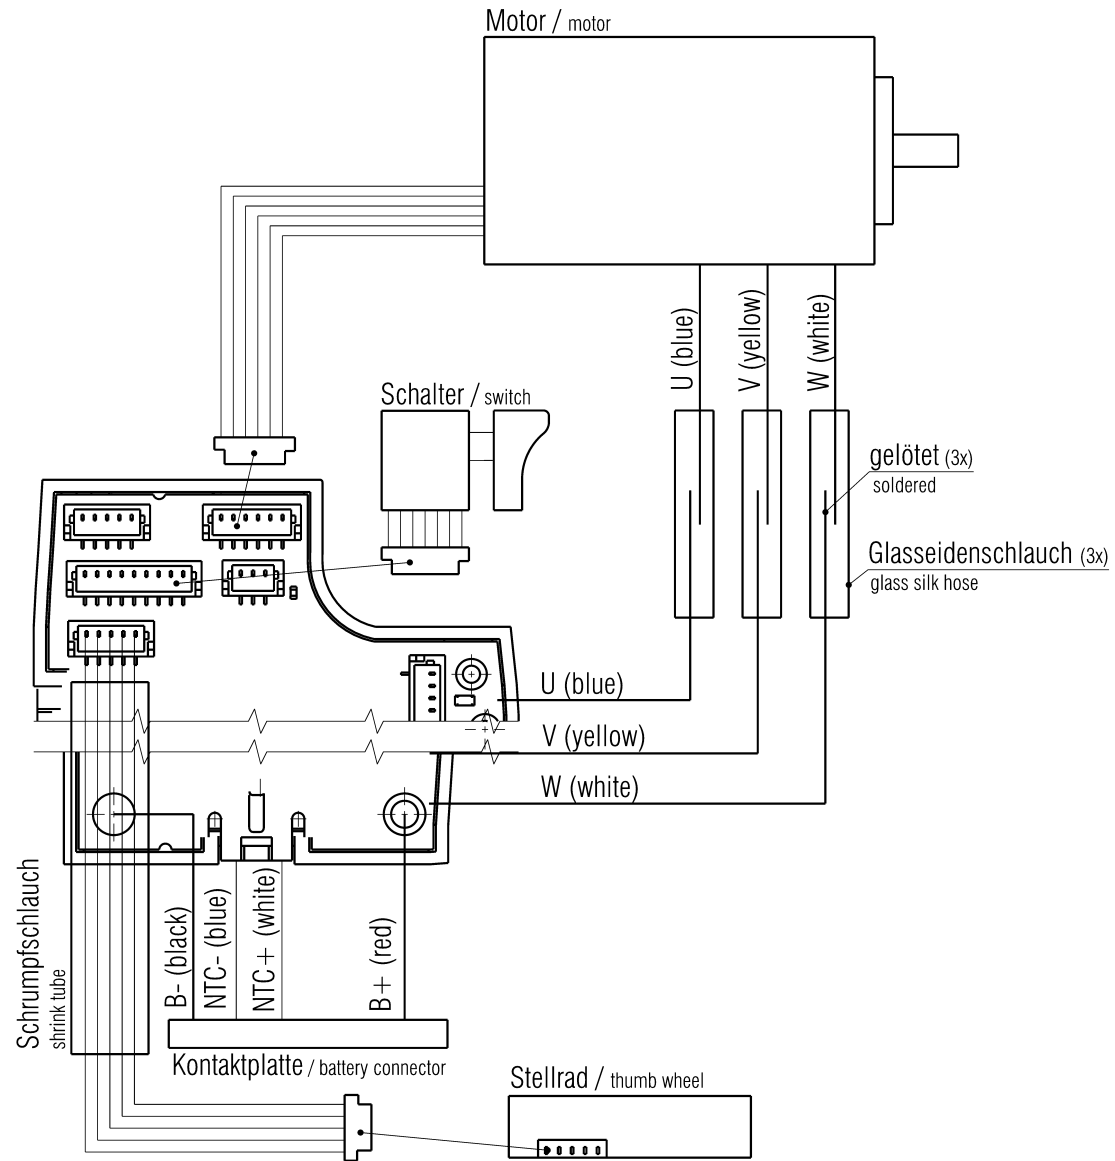 Motor / motor
U (blue)
V (yellow)
W (white)
Schalter / switch
gelötet (3x)
soldered
Glasseidenschlauch (3x)
glass silk hose
U (blue)
V (yellow)
W (white)
Schrumpfschlauch
shrink tube
B- (black)
NTC- (blue)
NTC+ (white)
B+ (red)
Kontaktplatte / battery connector
Stellrad / thumb wheel